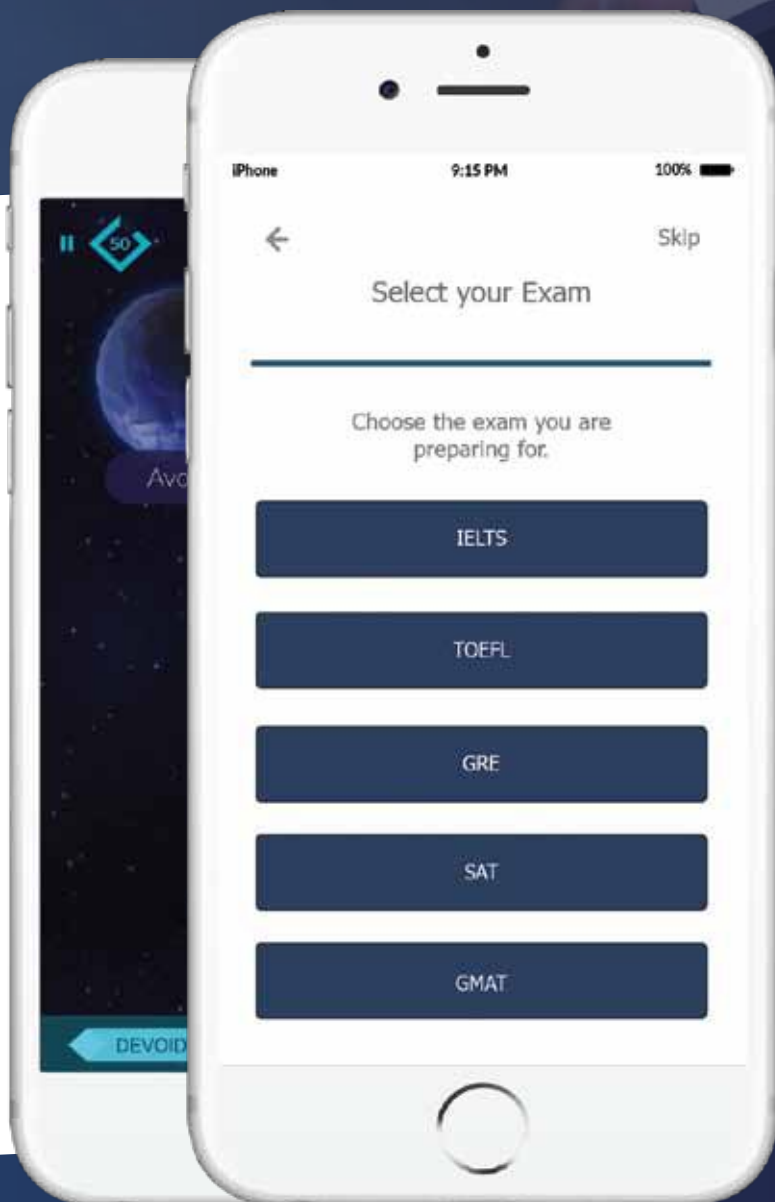 iPhone 9:15 PM 100%
Skip
Select your Exam
Choose the exam you are
preparing for.
IELTS
TOEFL
GRE
SAT
GMAT
50
Avo
DEVOID